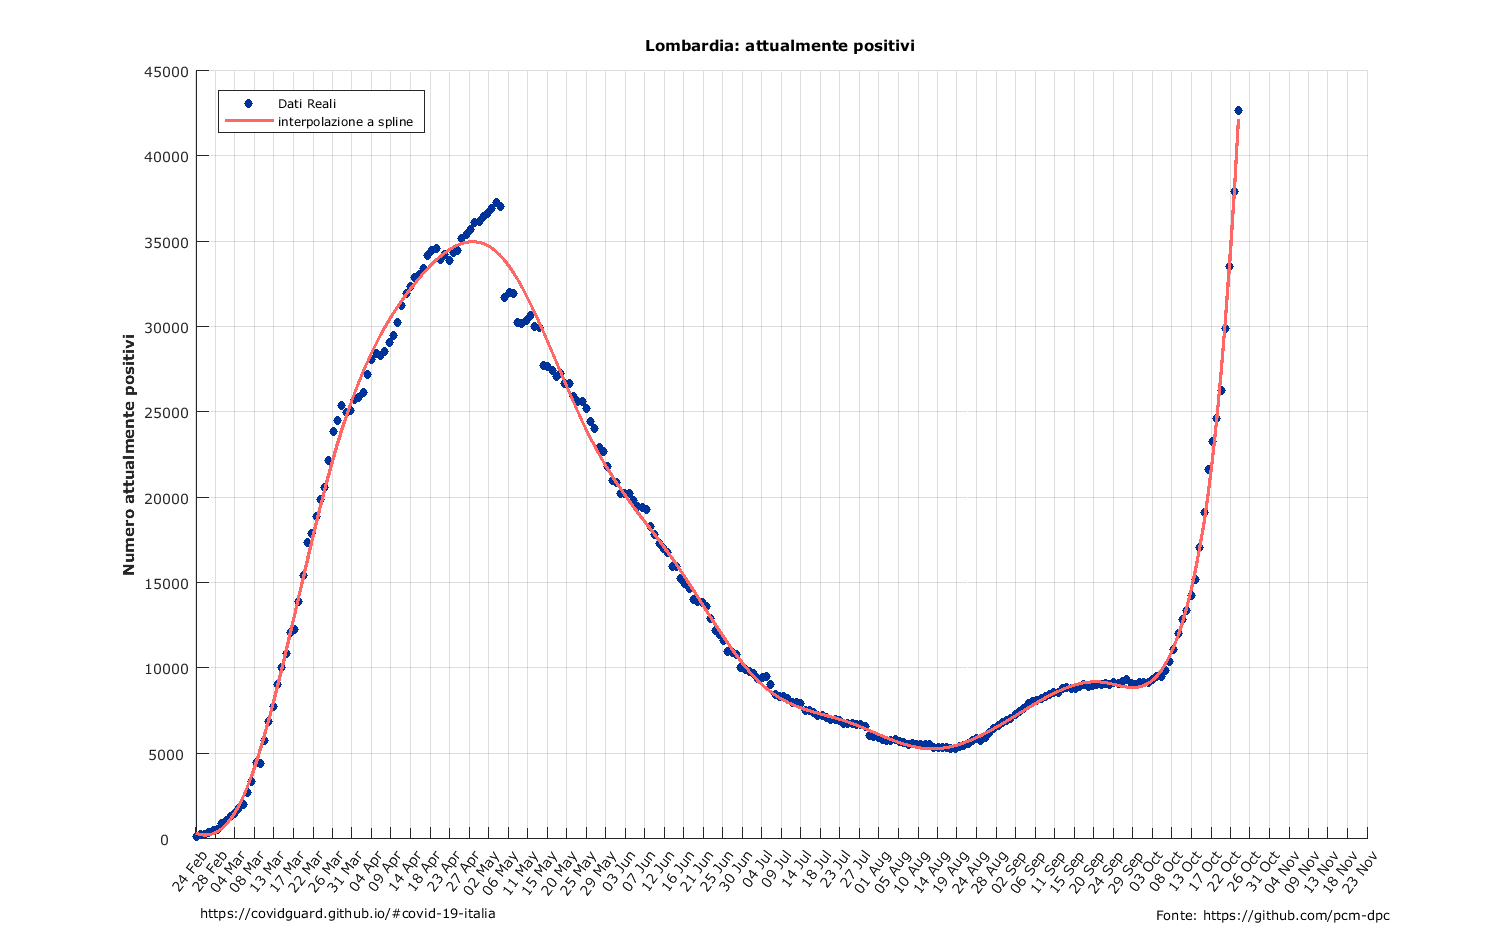 Lombardia: attualmente positivi
Dati Reali
interpolazione a spline
Numero attualmente positivi
45000
40000
35000
30000
25000
20000
15000
10000
5000
0
24 Feb
28 Feb
04 Mar
08 Mar
13 Mar
17 Mar
22 Mar
26 Mar
31 Mar
04 Apr
09 Apr
14 Apr
18 Apr
23 Apr
27 Apr
02 May
06 May
11 May
15 May
20 May
25 May
29 May
03 Jun
07 Jun
12 Jun
16 Jun
21 Jun
25 Jun
30 Jun
04 Jul
09 Jul
14 Jul
18 Jul
23 Jul
27 Jul
01 Aug
05 Aug
10 Aug
14 Aug
19 Aug
24 Aug
28 Aug
02 Sep
06 Sep
11 Sep
15 Sep
20 Sep
24 Sep
29 Sep
03 Oct
08 Oct
13 Oct
17 Oct
22 Oct
26 Oct
31 Oct
04 Nov
09 Nov
13 Nov
18 Nov
23 Nov
https://covidguard.github.io/#covid-19-italia
Fonte: https://github.com/pcm-dpc